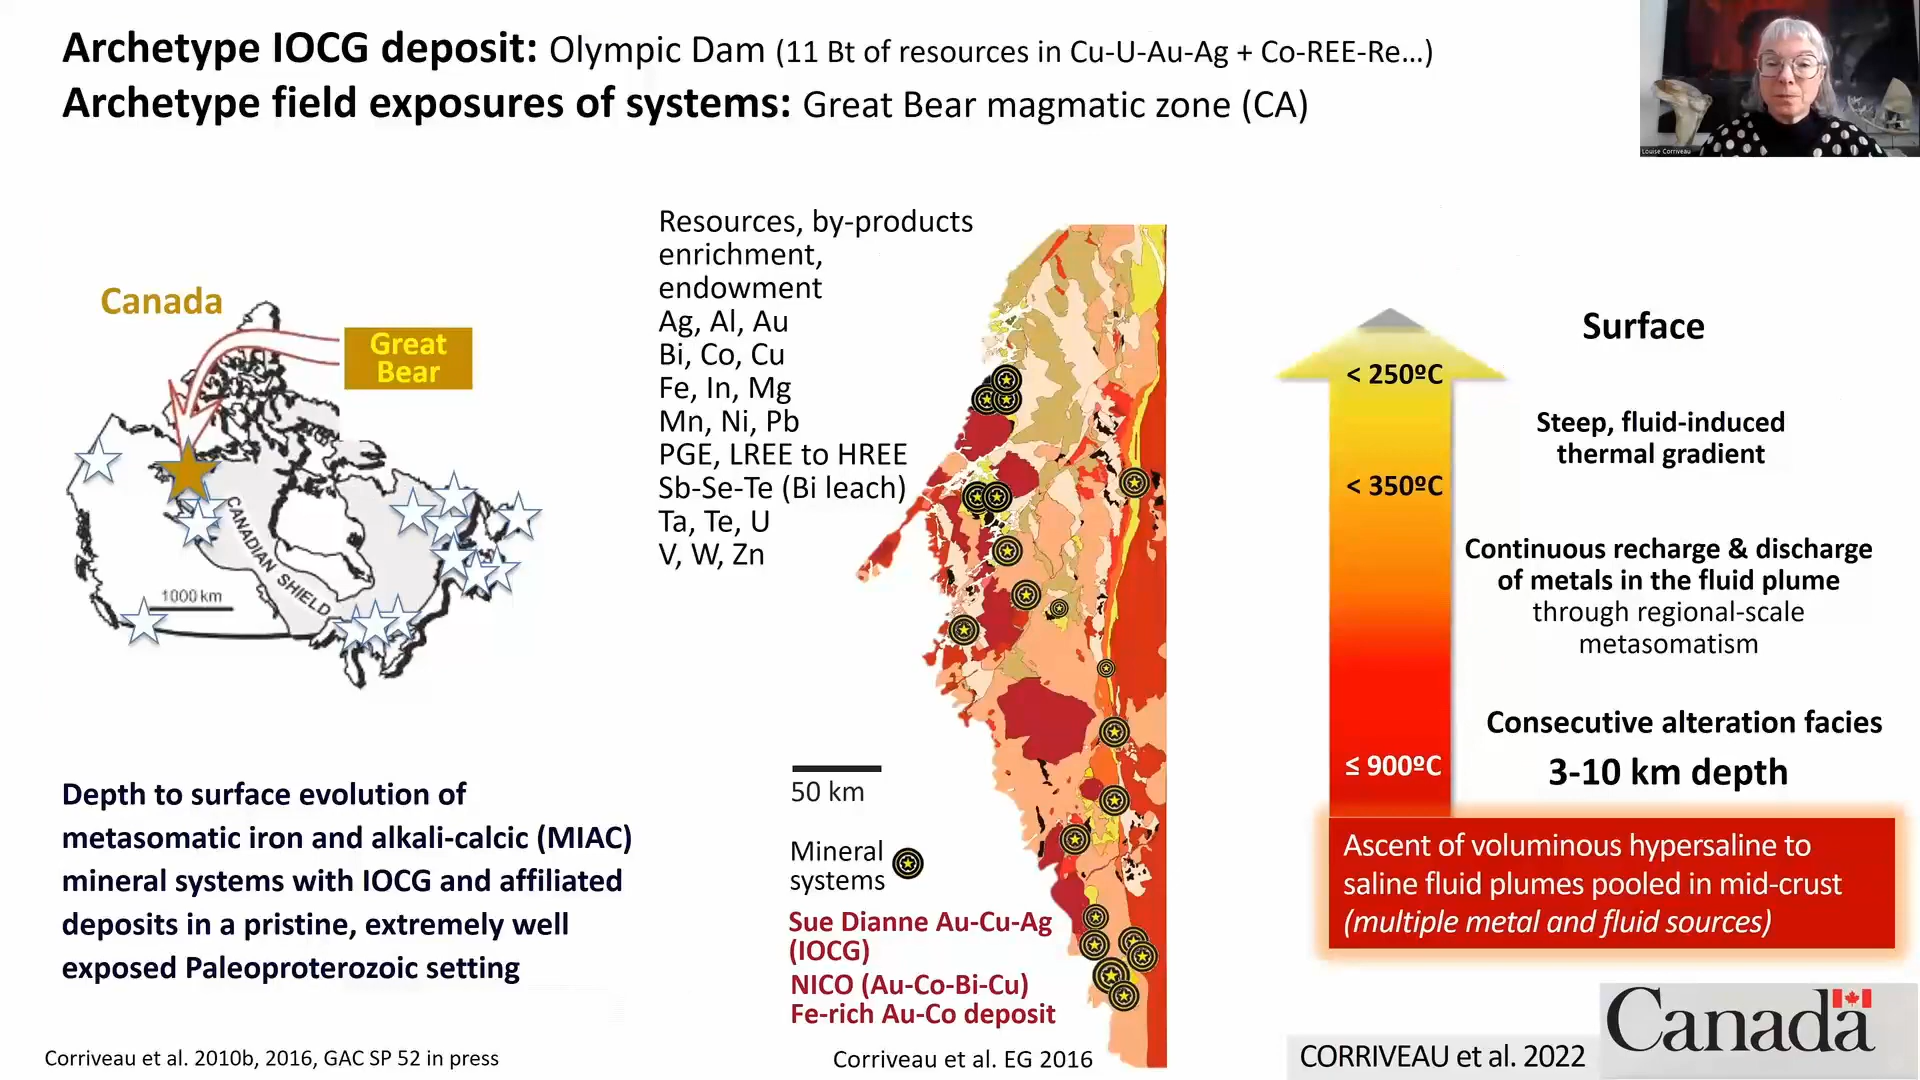 Archetype IOCG deposit: Olympic Dam (11 Bt of resources in Cu-U-Au-Ag + Co-REE-Re...)
Archetype field exposures of systems: Great Bear magmatic zone (CA)
Louise Corriveau
Canada
Great
Bear
CANADIAN SHIELD
1000 km
Depth to surface evolution of
metasomatic iron and alkali-calcic (MIAC)
mineral systems with IOCG and affiliated
deposits in a pristine, extremely well
exposed Paleoproterozoic setting
Corriveau et al. 2010b, 2016, GAC SP 52 in press
Resources, by-products
enrichment,
endowment
Ag, Al, Au
Bi, Co, Cu
Fe, In, Mg
Mn, Ni, Pb
PGE, LREE to HREE
Sb-Se-Te (Bi leach)
Ta, Te, U
V, W, Zn
50 km
Mineral
systems
Sue Dianne Au-Cu-Ag
(IOCG)
NICO (Au-Co-Bi-Cu)
Fe-rich Au-Co deposit
Corriveau et al. EG 2016
Surface
< 250ºC
Steep, fluid-induced
thermal gradient
< 350ºC
Continuous recharge & discharge
of metals in the fluid plume
through regional-scale
metasomatism
Consecutive alteration facies
≤ 900ºC
3-10 km depth
Ascent of voluminous hypersaline to
saline fluid plumes pooled in mid-crust
(multiple metal and fluid sources)
CORRIVEAU et al. 2022
Canada